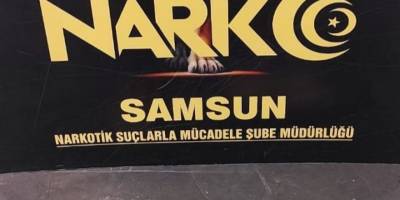 NARKO
SAMSUN
NARKOTİK SUÇLARLA MÜCADELE ŞUBE MÜDÜRLÜĞÜ